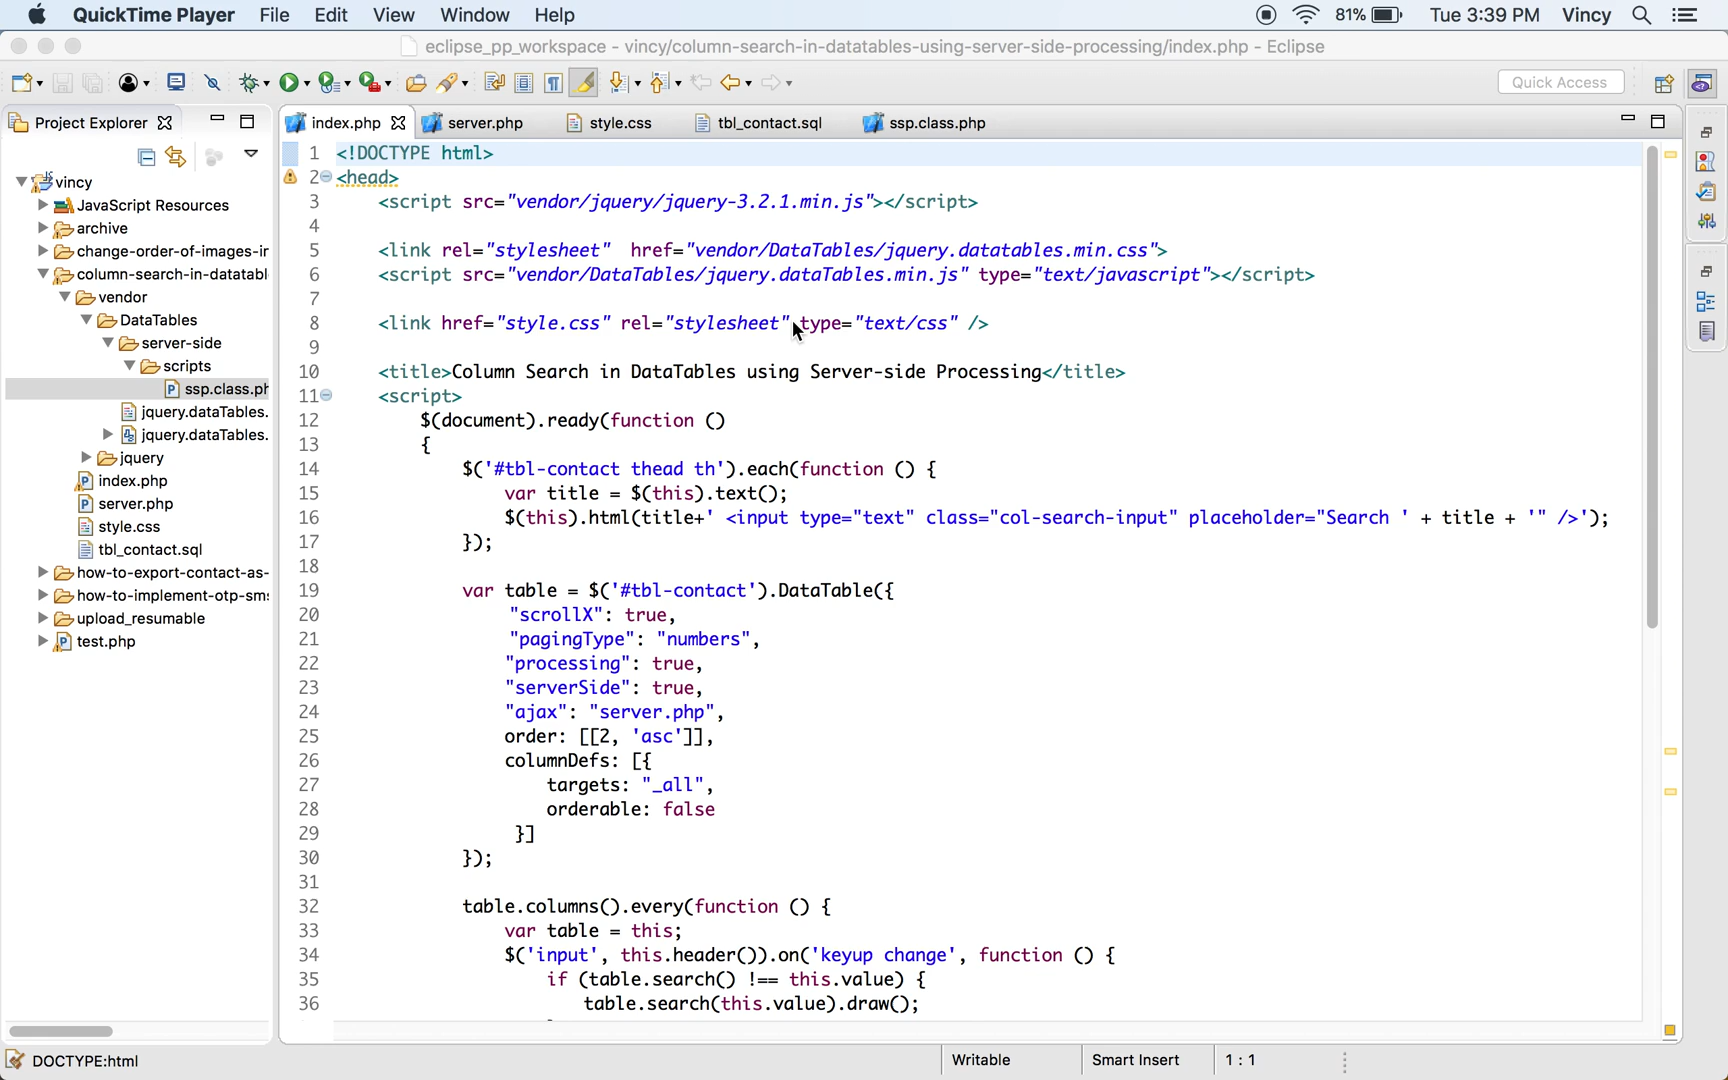 QuickTime Player File Edit View Window Help 81% Tue 3:39 PM Vincy
eclipse_pp_workspace - vincy/column-search-in-datatables-using-server-side-processing/index.php - Eclipse
Quick Access
Project Explorer
index.php server.php style.css tbl_contact.sql ssp.class.php
vincy
JavaScript Resources
archive
change-order-of-images-ir
column-search-in-datatabl
vendor
DataTables
server-side
scripts
ssp.class.ph
jquery.dataTables.
jquery.dataTables.
jquery
index.php
server.php
style.css
tbl_contact.sql
how-to-export-contact-as-
how-to-implement-otp-sms
upload_resumable
test.php
1 <!DOCTYPE html>
2 <head>
3 <script src="vendor/jquery/jquery-3.2.1.min.js"></script>
4
5 <link rel="stylesheet"  href="vendor/DataTables/jquery.datatables.min.css">
6 <script src="vendor/DataTables/jquery.dataTables.min.js" type="text/javascript"></script>
7
8 <link href="style.css" rel="stylesheet" type="text/css" />
9
10 <title>Column Search in DataTables using Server-side Processing</title>
11 <script>
12 $(document).ready(function ()
13 {
14 $('#tbl-contact thead th').each(function () {
15 var title = $(this).text();
16 $(this).html(title+' <input type="text" class="col-search-input" placeholder="Search ' + title + '" />');
17 });
18
19 var table = $('#tbl-contact').DataTable({
20 "scrollX": true,
21 "pagingType": "numbers",
22 "processing": true,
23 "serverSide": true,
24 "ajax": "server.php",
25 order: [[2, 'asc']],
26 columnDefs: [{
27 targets: "_all",
28 orderable: false
29 }]
30 });
31
32 table.columns().every(function () {
33 var table = this;
34 $('input', this.header()).on('keyup change', function () {
35 if (table.search() !== this.value) {
36 table.search(this.value).draw();
DOCTYPE:html Writable Smart Insert 1 : 1